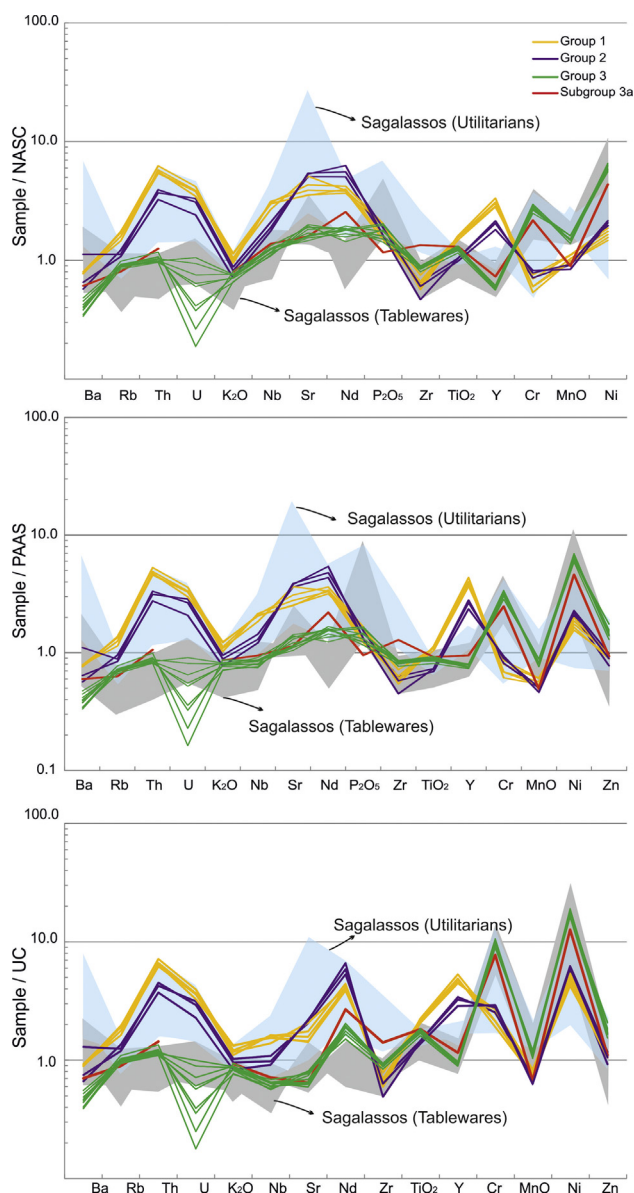 100.0
Group 1
Group 2
Group 3
Subgroup 3a
Sagalassos (Utilitarians)
10.0
Sample / NASC
1.0
Sagalassos (Tablewares)
0.1
Ba Rb Th U K₂O Nb Sr Nd P₂O₅ Zr TiO₂ Y Cr MnO Ni
100.0
Sagalassos (Utilitarians)
10.0
Sample / PAAS
1.0
Sagalassos (Tablewares)
0.1
Ba Rb Th U K₂O Nb Sr Nd P₂O₅ Zr TiO₂ Y Cr MnO Ni Zn
100.0
Sagalassos (Utilitarians)
10.0
Sample / UC
1.0
Sagalassos (Tablewares)
Ba Rb Th U K₂O Nb Sr Nd Zr TiO₂ Y Cr MnO Ni Zn